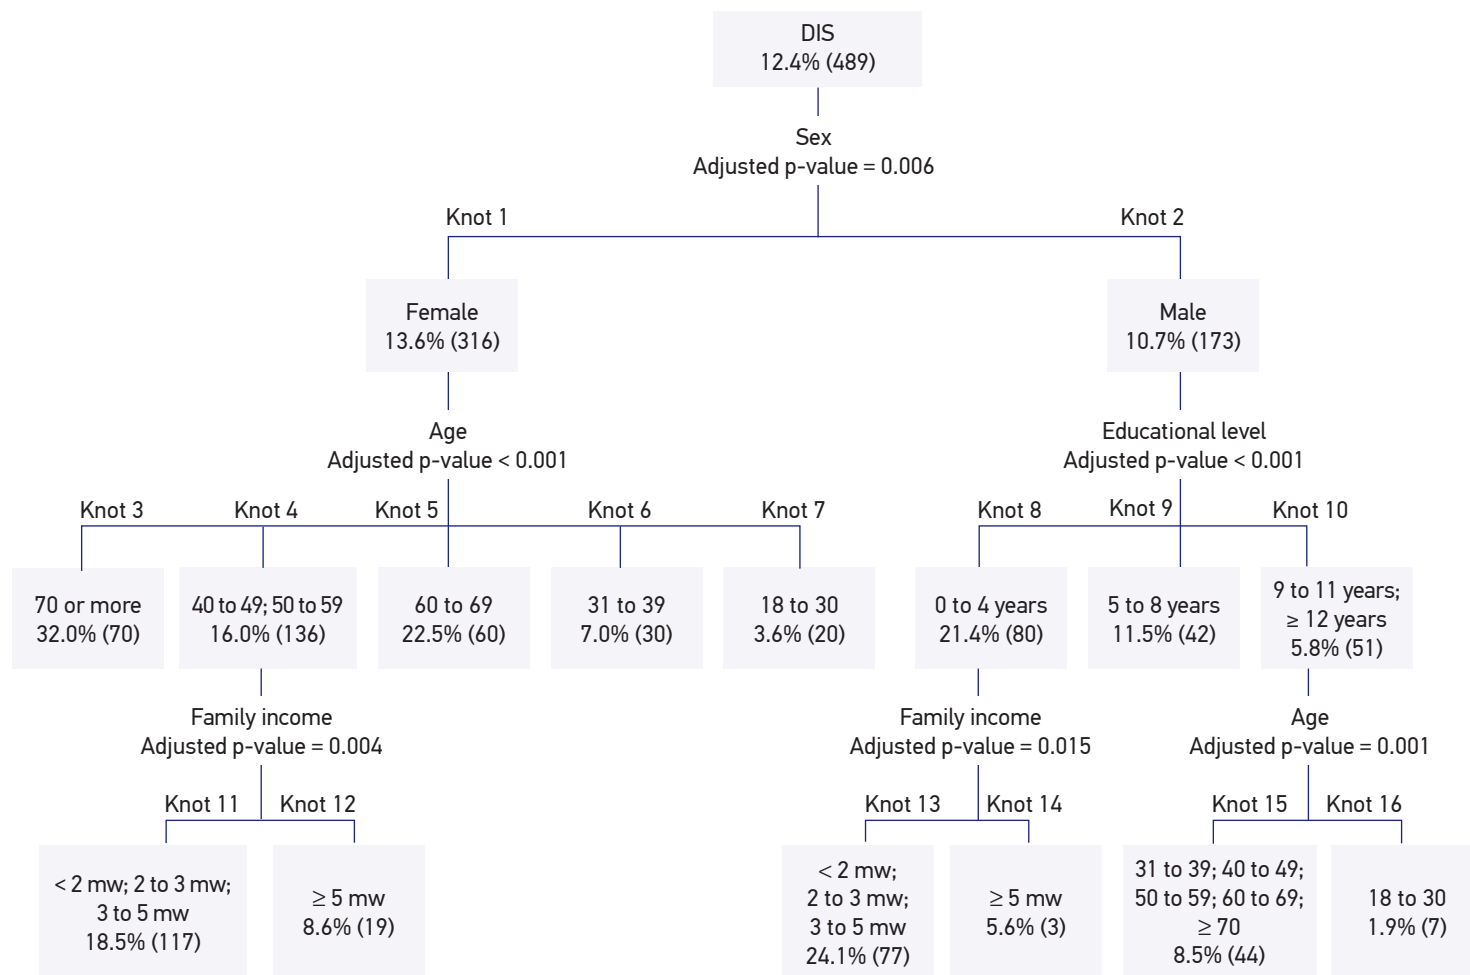 DIS
12.4% (489)
Sex
Adjusted p-value = 0.006
Knot 1
Knot 2
Female
13.6% (316)
Male
10.7% (173)
Age
Adjusted p-value < 0.001
Educational level
Adjusted p-value < 0.001
Knot 3
Knot 4
Knot 5
Knot 6
Knot 7
Knot 8
Knot 9
Knot 10
70 or more
32.0% (70)
40 to 49; 50 to 59
16.0% (136)
60 to 69
22.5% (60)
31 to 39
7.0% (30)
18 to 30
3.6% (20)
0 to 4 years
21.4% (80)
5 to 8 years
11.5% (42)
9 to 11 years;
≥ 12 years
5.8% (51)
Family income
Adjusted p-value = 0.004
Family income
Adjusted p-value = 0.015
Age
Adjusted p-value = 0.001
Knot 11
Knot 12
Knot 13
Knot 14
Knot 15
Knot 16
< 2 mw; 2 to 3 mw;
3 to 5 mw
18.5% (117)
≥ 5 mw
8.6% (19)
< 2 mw;
2 to 3 mw;
3 to 5 mw
24.1% (77)
≥ 5 mw
5.6% (3)
31 to 39; 40 to 49;
50 to 59; 60 to 69;
≥ 70
8.5% (44)
18 to 30
1.9% (7)